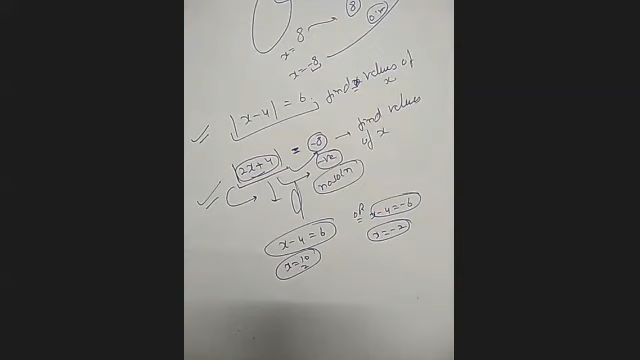 x = 8
8
x = -8
|x-4| = 6. find values of x
|2x+4| = -8 → find values of x
-ve
no soln
x-4 = 6
x = 10
or x-4 = -6
x = -2